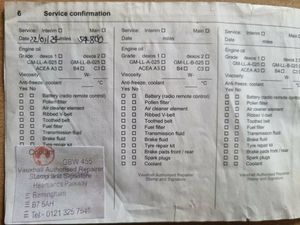 6 Service confirmation
Service: Interim Main
Date miles
Engine oil
Grade: dexos 1 dexos 2
GM-LL-A-025 GM-LL-B-025
ACEA A3 B4 C3
Viscosity W-
Anti-freeze, coolant
Yes No
Battery (radio remote control)
Pollen filter
Air cleaner element
Ribbed V-belt
Toothed belt
Fuel filter
Transmission fluid
Brake fluid
Tyre repair kit
GBW 455
Vauxhall Authorised Repairer
Stamp and Signature
Heartlands Parkway
Birmingham
B7 5AH
Tel - 0121 325
Service: Interim Main
Date miles
Engine oil
Grade: dexos 1 dexos 2
GM-LL-A-025 GM-LL-B-025
ACEA A3 B4 C3
Viscosity W-
Anti-freeze, coolant
Yes No
Battery (radio remote control)
Pollen filter
Air cleaner element
Ribbed V-belt
Toothed belt
Fuel filter
Transmission fluid
Brake fluid
Tyre repair kit
Brake pads front / rear
Spark plugs
Coolant
Vauxhall Authorised Repairer
Stamp and Signature
Service: Interim Main
Date miles
Engine oil
Grade: dexos 1 dexos 2
GM-LL-A-025 GM-LL-B-025
ACEA A3 B4
Viscosity W-
Anti-freeze, coolant
Yes No
Battery (radio remote
Pollen filter
Air cleaner element
Ribbed V-belt
Toothed belt
Fuel filter
Transmission fluid
Brake fluid
Tyre repair kit
Brake pads front / rear
Spark plugs
Coolant
Vauxhall Authorised Repairer
Stamp and Signature